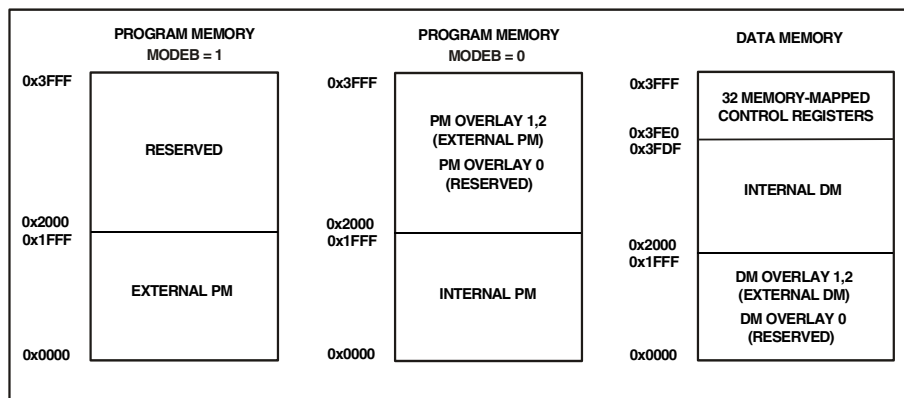 PROGRAM MEMORY
MODEB = 1
0x3FFF
RESERVED
0x2000
0x1FFF
EXTERNAL PM
0x0000
PROGRAM MEMORY
MODEB = 0
0x3FFF
PM OVERLAY 1,2
(EXTERNAL PM)
PM OVERLAY 0
(RESERVED)
0x2000
0x1FFF
INTERNAL PM
0x0000
DATA MEMORY
0x3FFF
32 MEMORY-MAPPED
CONTROL REGISTERS
0x3FE0
0x3FDF
INTERNAL DM
0x2000
0x1FFF
DM OVERLAY 1,2
(EXTERNAL DM)
DM OVERLAY 0
(RESERVED)
0x0000